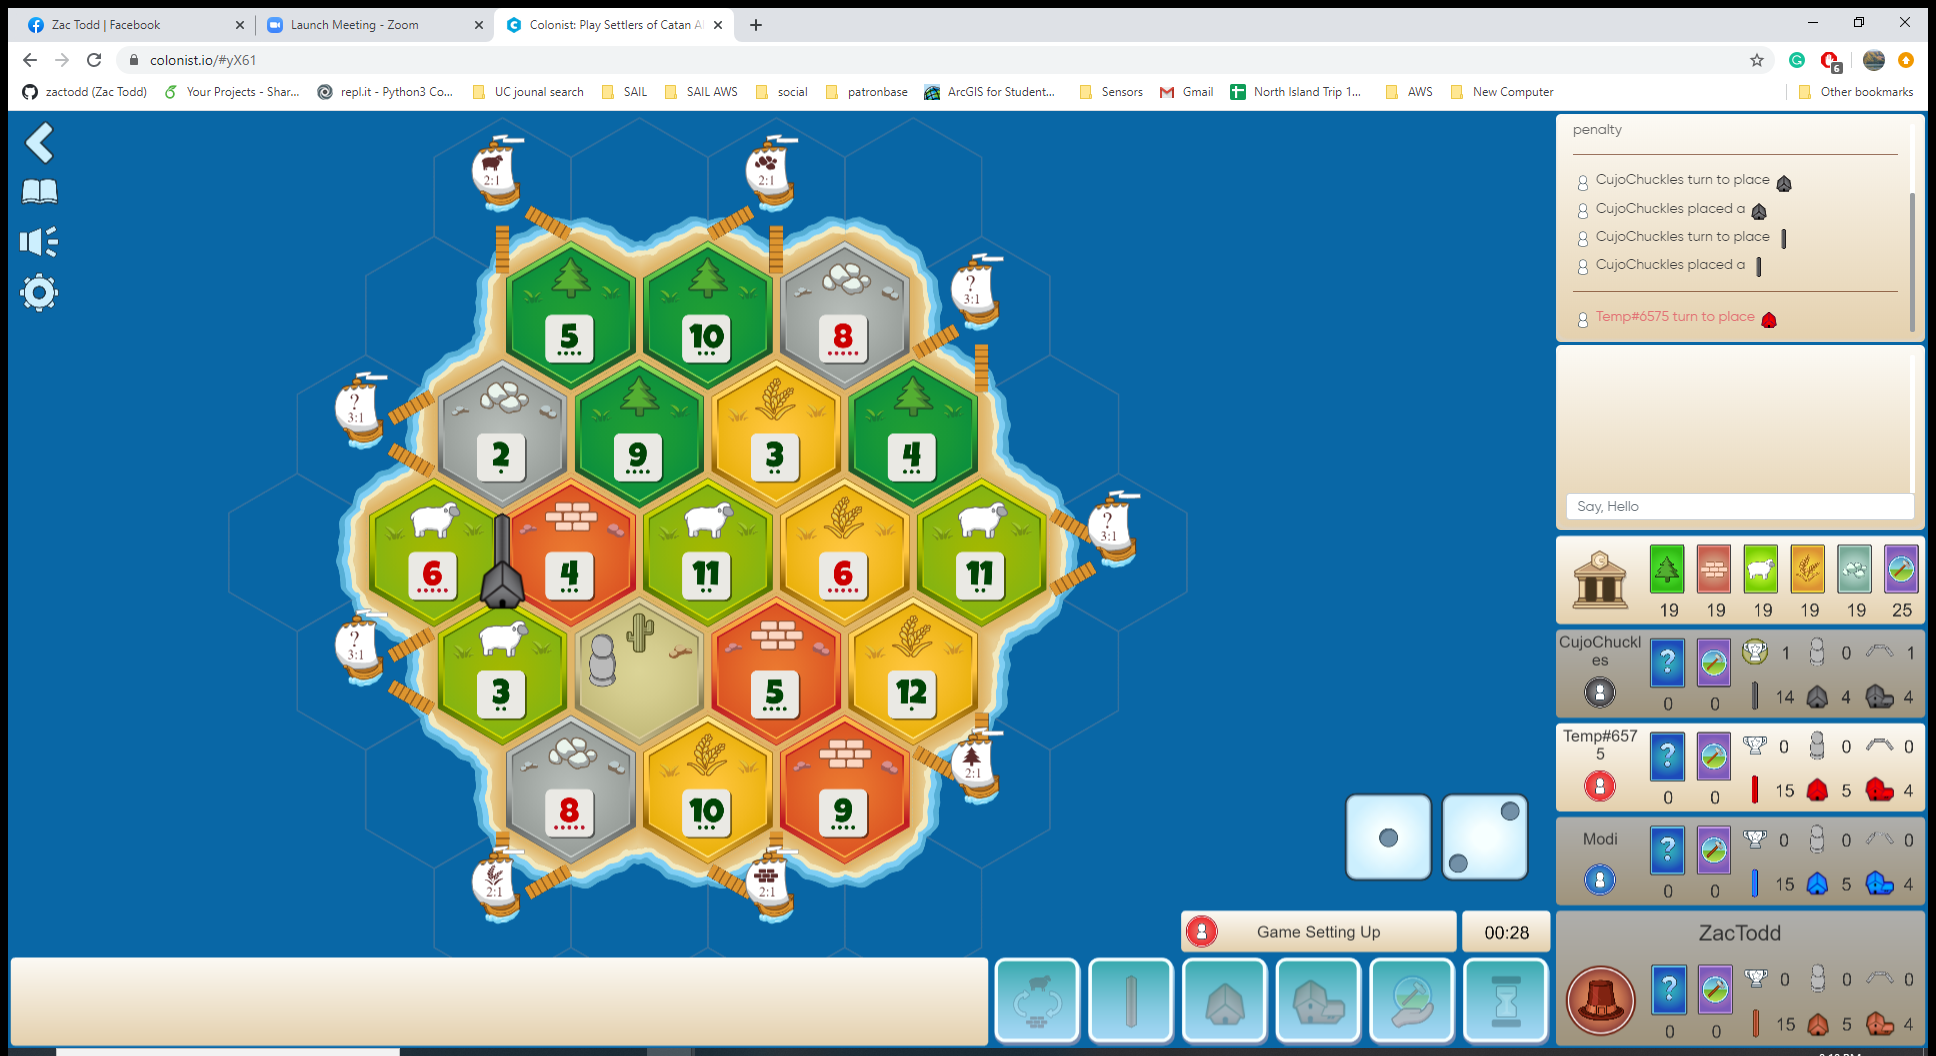 Zac Todd | Facebook
Launch Meeting - Zoom
Colonist: Play Settlers of Catan Al
colonist.io/#yX61
6
zactodd (Zac Todd)
Your Projects - Shar...
repl.it - Python3 Co...
UC jounal search
SAIL
SAIL AWS
social
patronbase
ArcGIS for Student...
Sensors
Gmail
North Island Trip 1...
AWS
New Computer
Other bookmarks
penalty
CujoChuckles turn to place
CujoChuckles placed a
CujoChuckles turn to place
CujoChuckles placed a
Temp#6575 turn to place
Say, Hello
2:1
2:1
?
3:1
5
10
8
?
3:1
2
9
3
4
?
3:1
6
4
11
6
11
?
3:1
3
5
12
2:1
8
10
9
2:1
2:1
19
19
19
19
19
25
CujoChuckl
es
?
1
0
1
0
0
14
4
4
Temp#657
5
?
0
0
0
0
0
15
5
4
Modi
?
0
0
0
0
0
15
5
4
Game Setting Up
00:28
ZacTodd
?
0
0
0
0
0
15
5
4